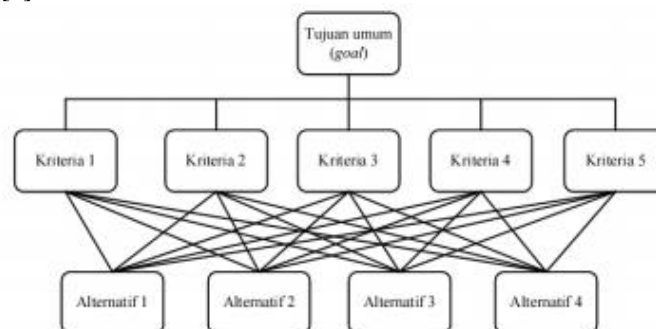 Tujuan umum
(goal)
Kriteria 1
Kriteria 2
Kriteria 3
Kriteria 4
Kriteria 5
Alternatif 1
Alternatif 2
Alternatif 3
Alternatif 4